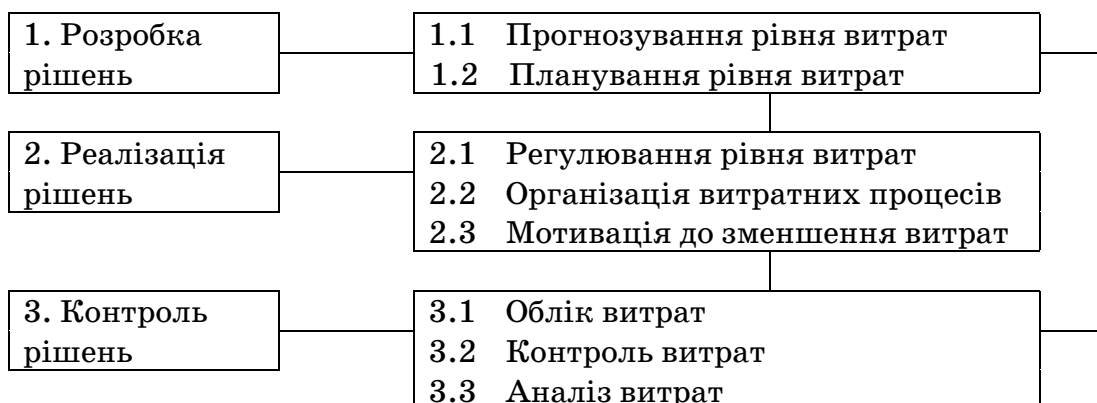 1. Розробка
рішень
1.1 Прогнозування рівня витрат
1.2 Планування рівня витрат
2. Реалізація
рішень
2.1 Регулювання рівня витрат
2.2 Організація витратних процесів
2.3 Мотивація до зменшення витрат
3. Контроль
рішень
3.1 Облік витрат
3.2 Контроль витрат
3.3 Аналіз витрат